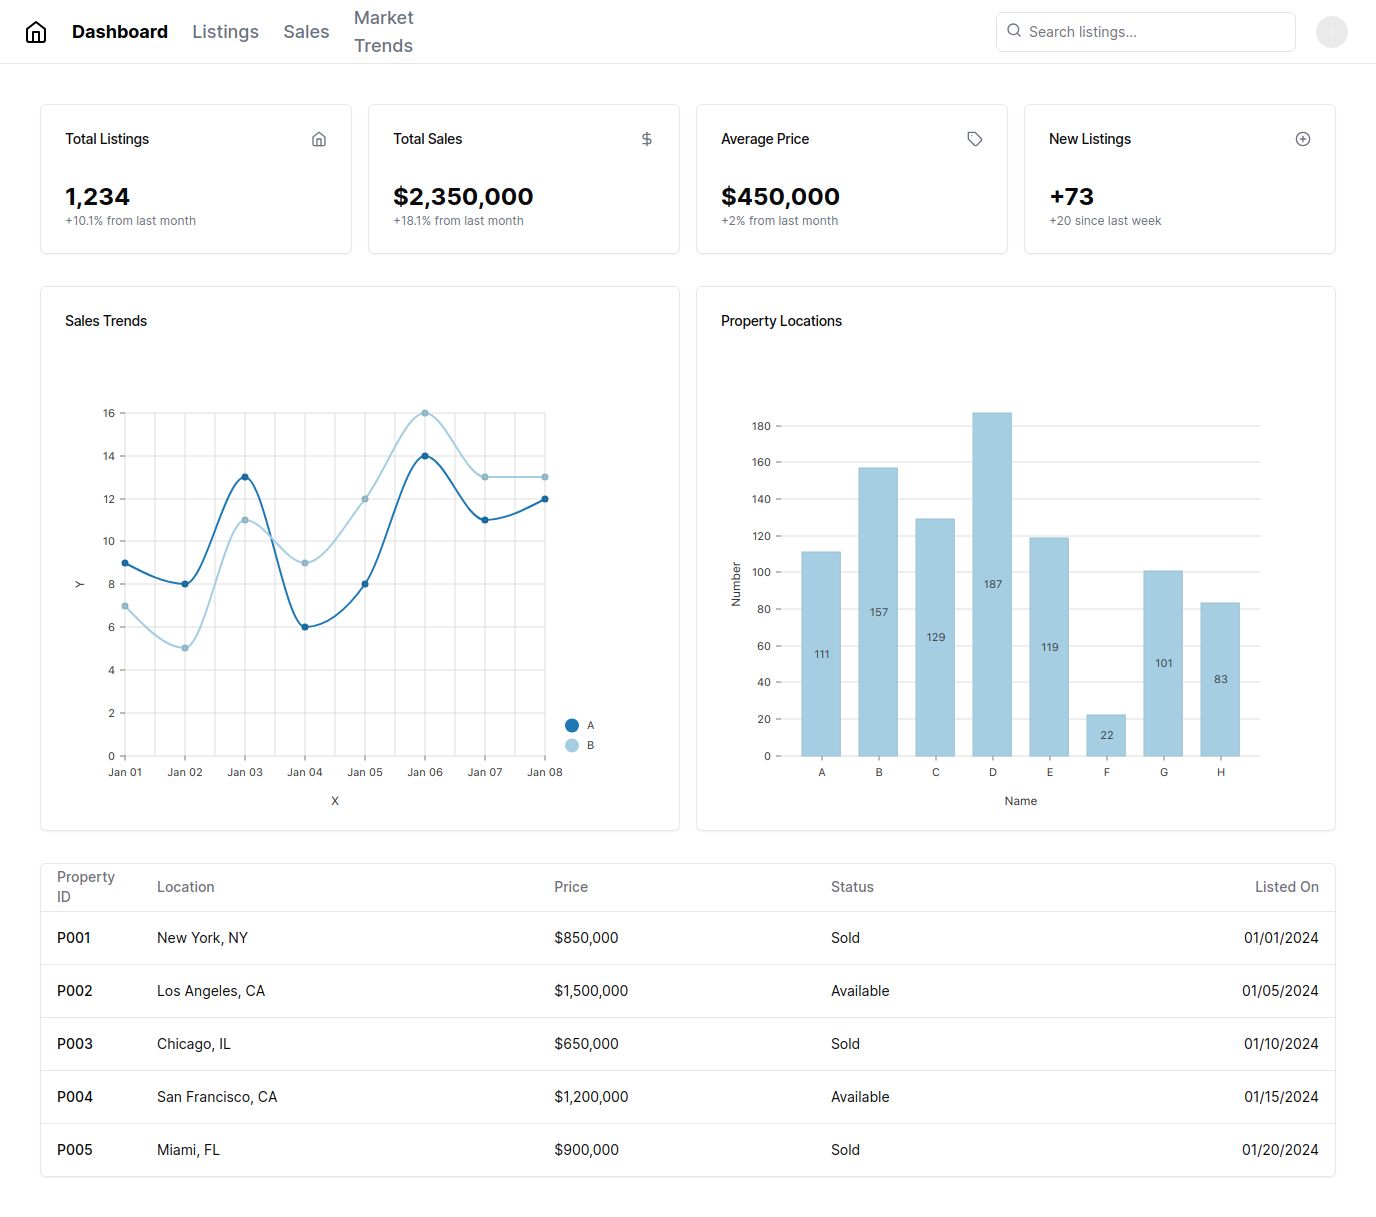 Dashboard Listings Sales Market
Trends
Search listings...
Total Listings
1,234
+10.1% from last month
Total Sales
$2,350,000
+18.1% from last month
Average Price
$450,000
+2% from last month
New Listings
+73
+20 since last week
Sales Trends
16
14
12
10
8
6
4
2
0
Y
Jan 01 Jan 02 Jan 03 Jan 04 Jan 05 Jan 06 Jan 07 Jan 08
X
A
B
Property Locations
180
160
140
120
100
80
60
40
20
0
Number
111 157 129 187 119 22 101 83
A B C D E F G H
Name
Property
ID Location Price Status Listed On
P001 New York, NY $850,000 Sold 01/01/2024
P002 Los Angeles, CA $1,500,000 Available 01/05/2024
P003 Chicago, IL $650,000 Sold 01/10/2024
P004 San Francisco, CA $1,200,000 Available 01/15/2024
P005 Miami, FL $900,000 Sold 01/20/2024